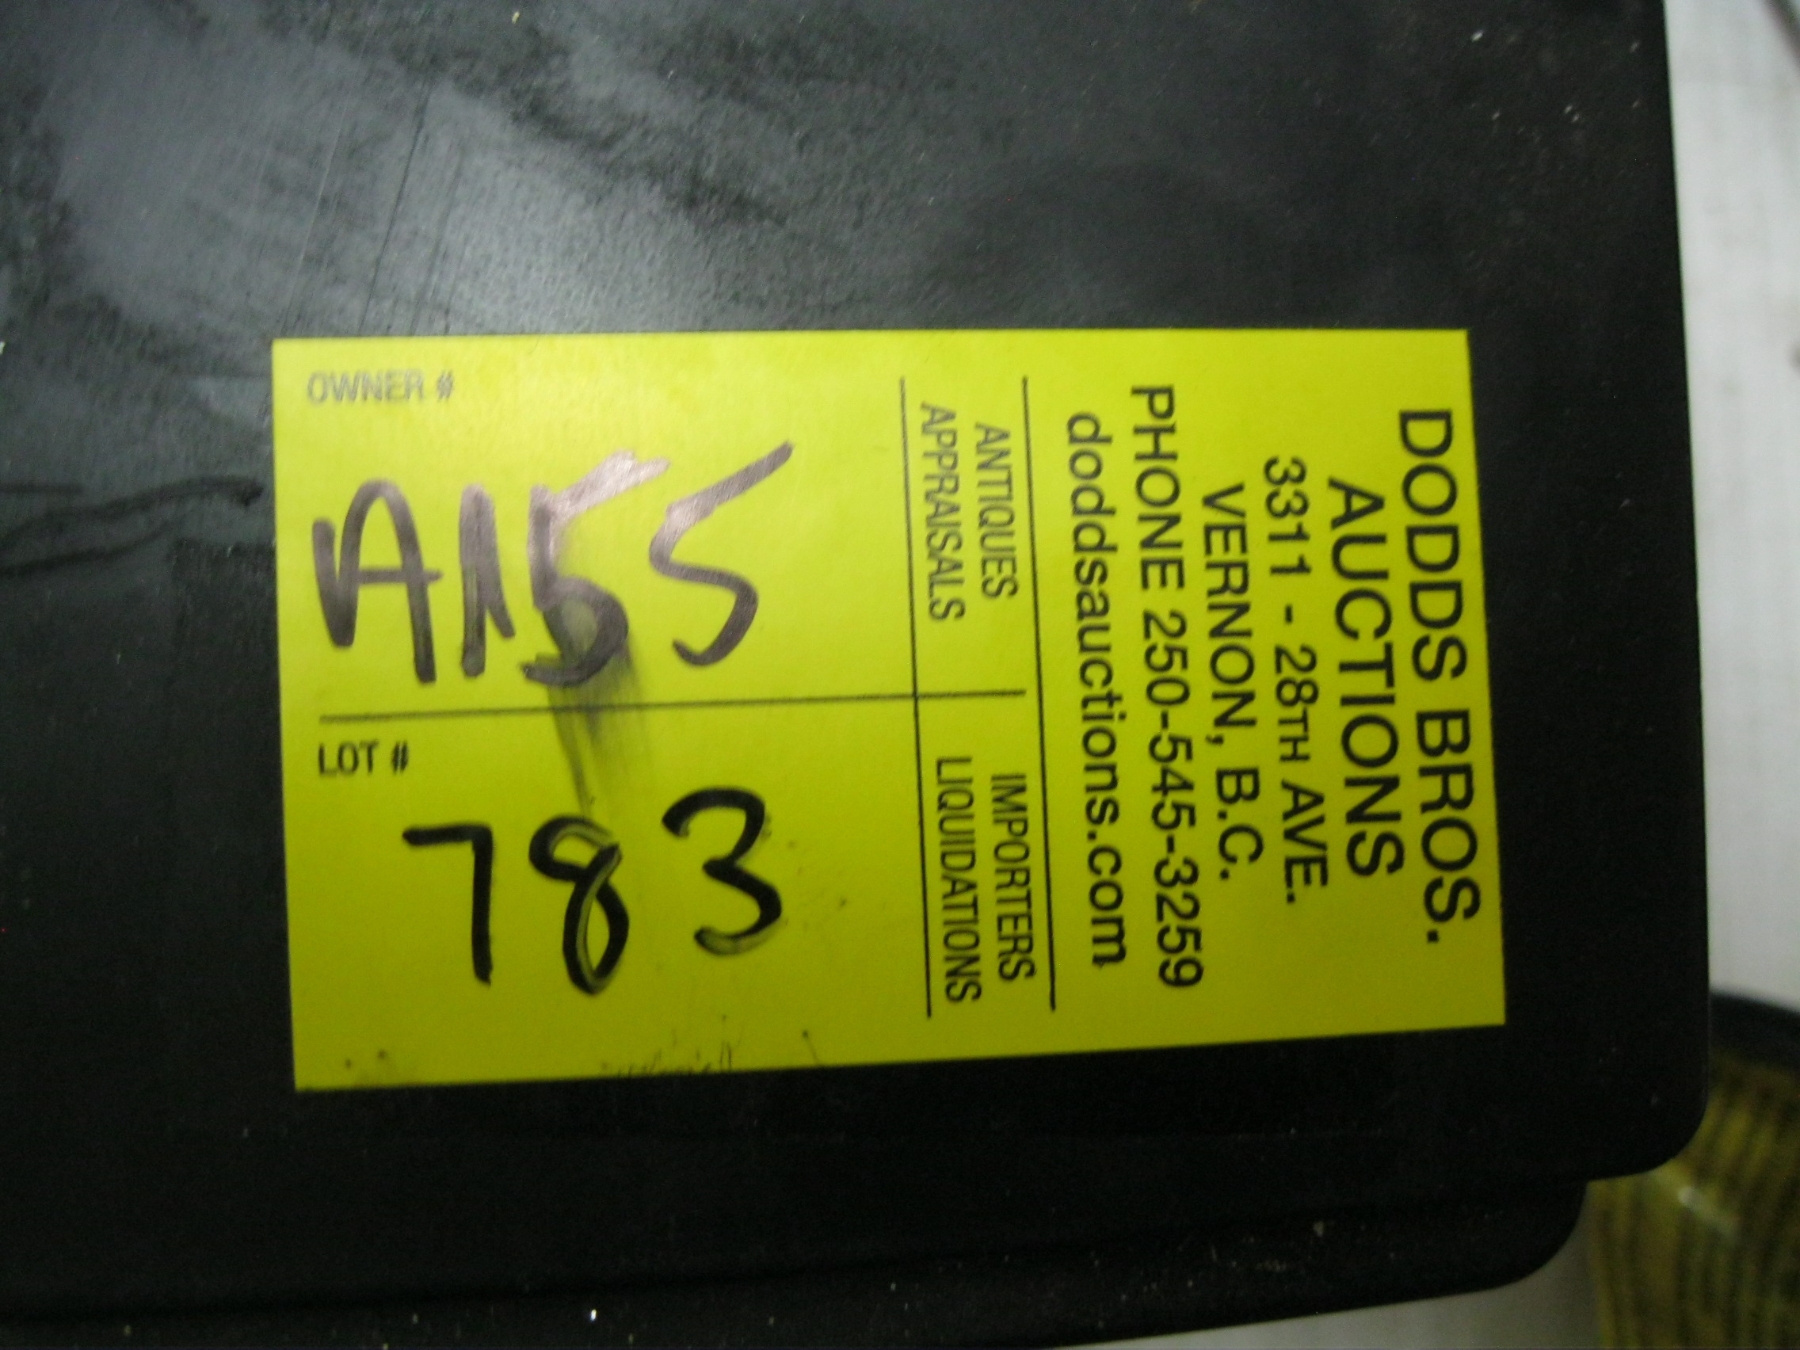 DODDS BROS.
AUCTIONS
3311 - 28TH AVE.
VERNON, B.C.
PHONE 250-545-3259
doddsauctions.com
ANTIQUES
APPRAISALS
IMPORTERS
LIQUIDATIONS
OWNER #
A155
LOT #
783